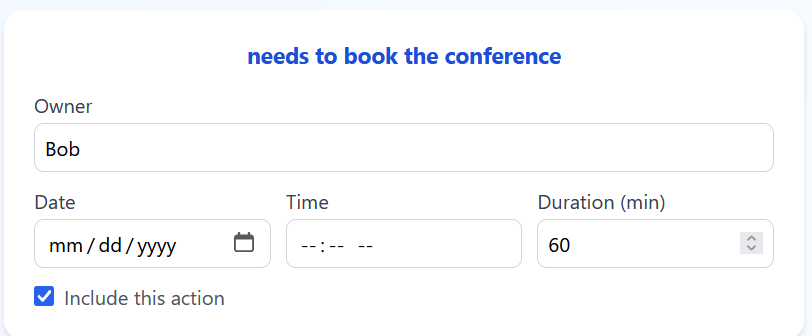 needs to book the conference
Owner
Bob
Date Time Duration (min)
mm/dd/yyyy --:-- -- 60
Include this action